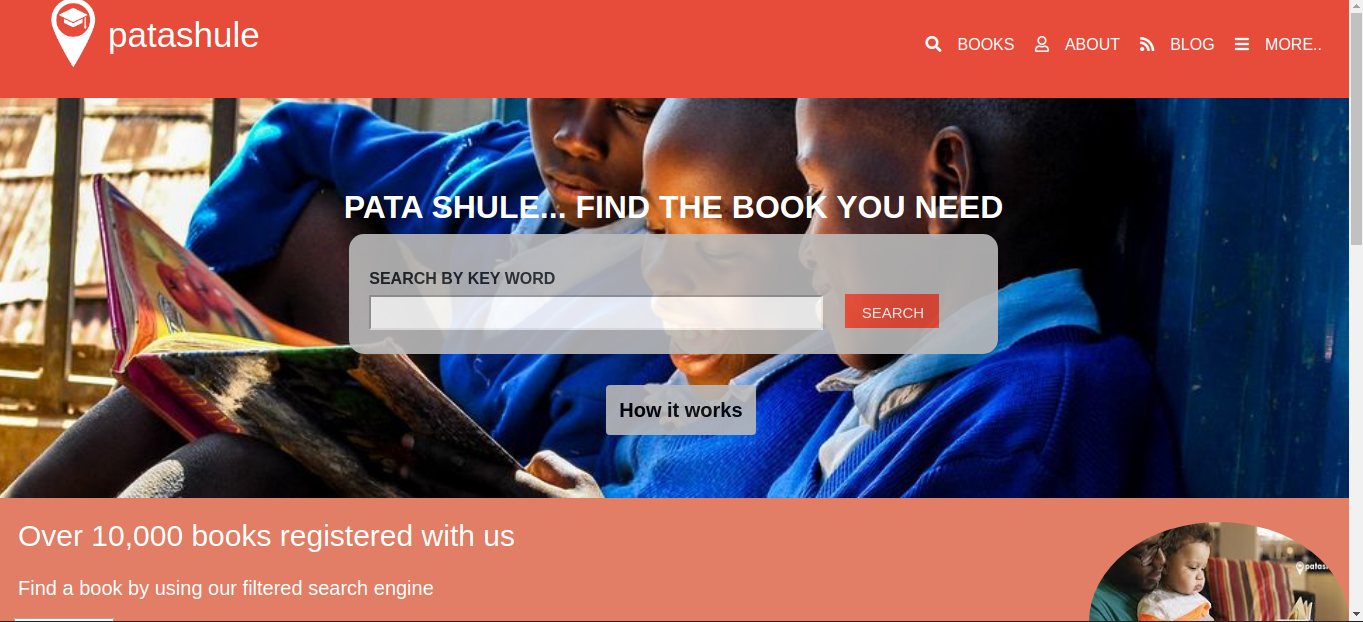 patashule
BOOKS ABOUT BLOG MORE..
PATA SHULE... FIND THE BOOK YOU NEED
SEARCH BY KEY WORD
SEARCH
How it works
Over 10,000 books registered with us
Find a book by using our filtered search engine